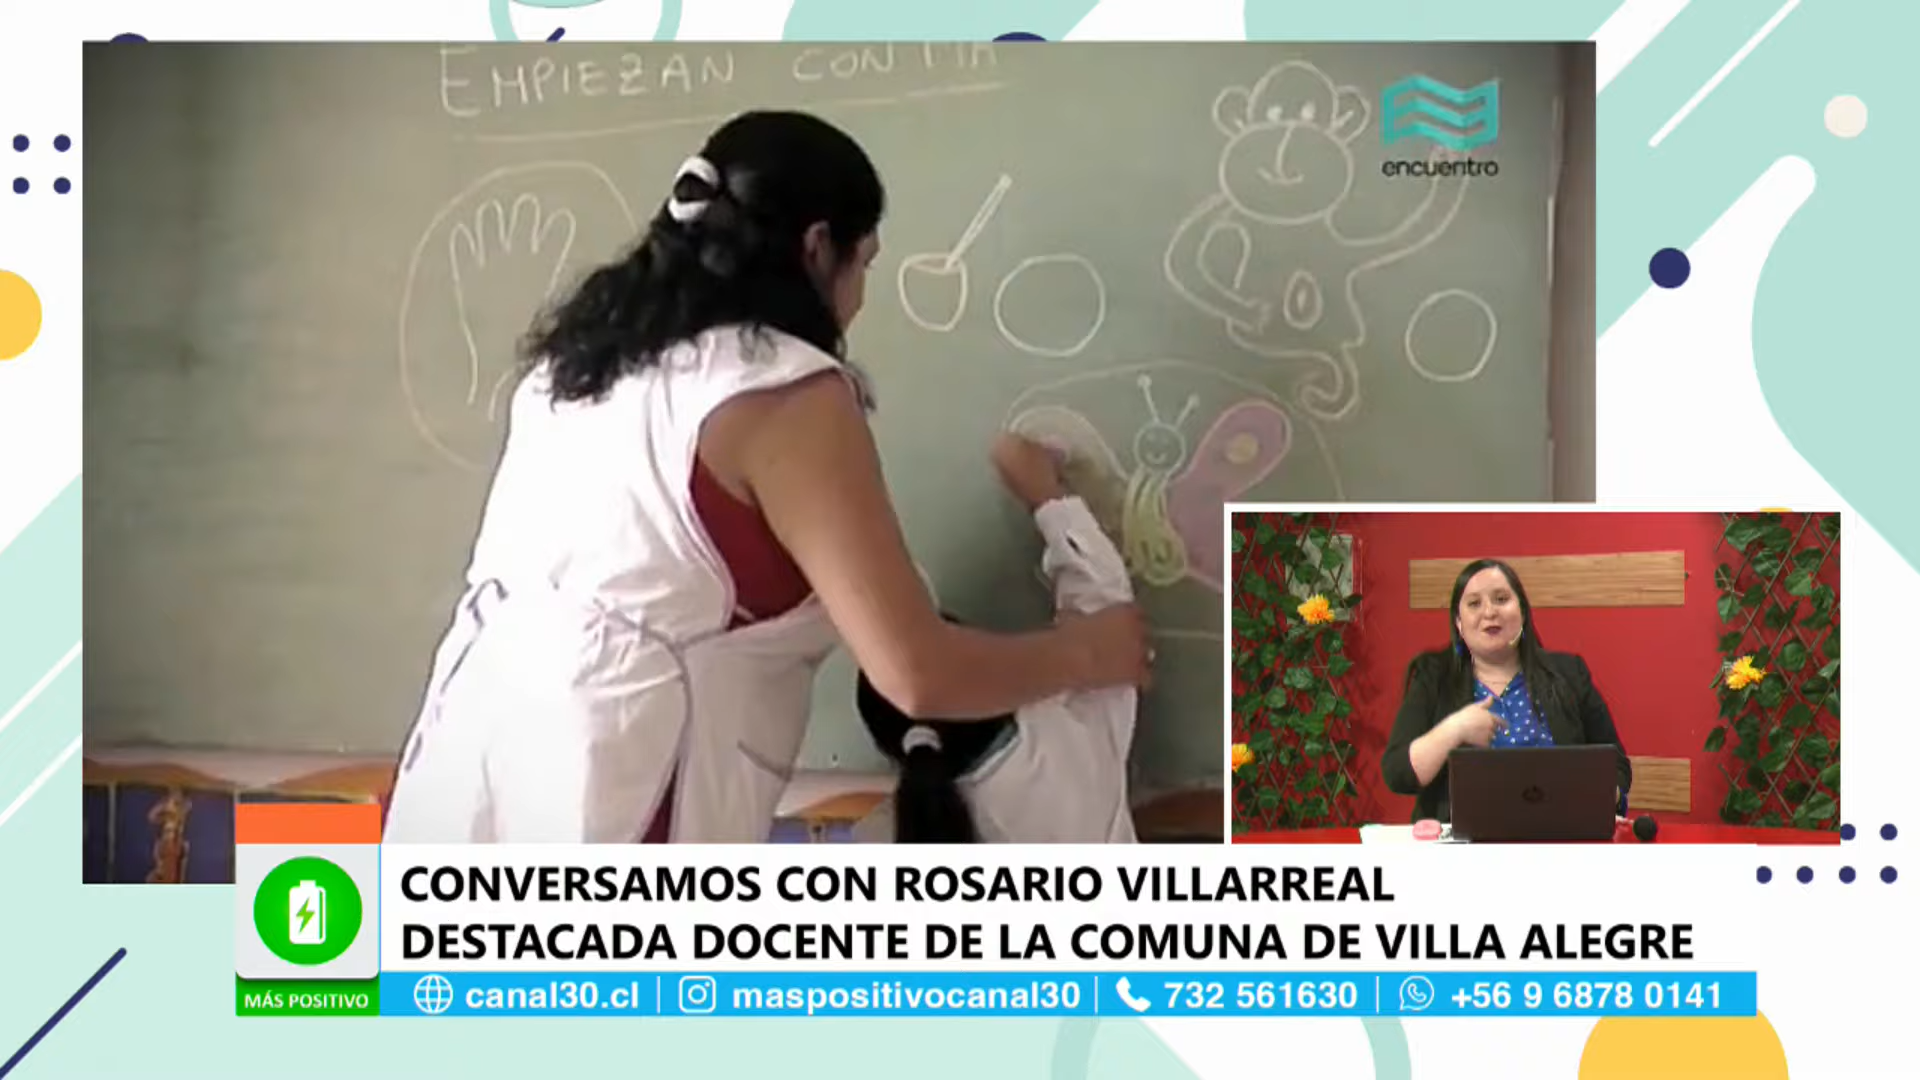 EMPIEZAN CON MA
encuentro
CONVERSAMOS CON ROSARIO VILLARREAL
DESTACADA DOCENTE DE LA COMUNA DE VILLA ALEGRE
MÁS POSITIVO
canal30.cl | maspositivocanal30 | 732 561630 | +56 9 6878 0141